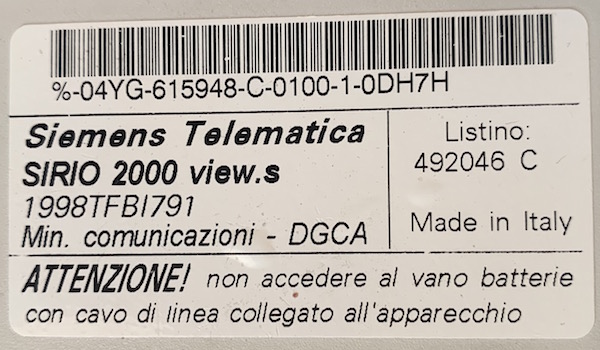 %-04YG-615948-C-0100-1-0DH7H
Siemens Telematica
SIRIO 2000 view.s
1998TFBI791
Min. comunicazioni - DGCA
Listino:
492046 C
Made in Italy
ATTENZIONE! non accedere al vano batterie
con cavo di linea collegato all'apparecchio